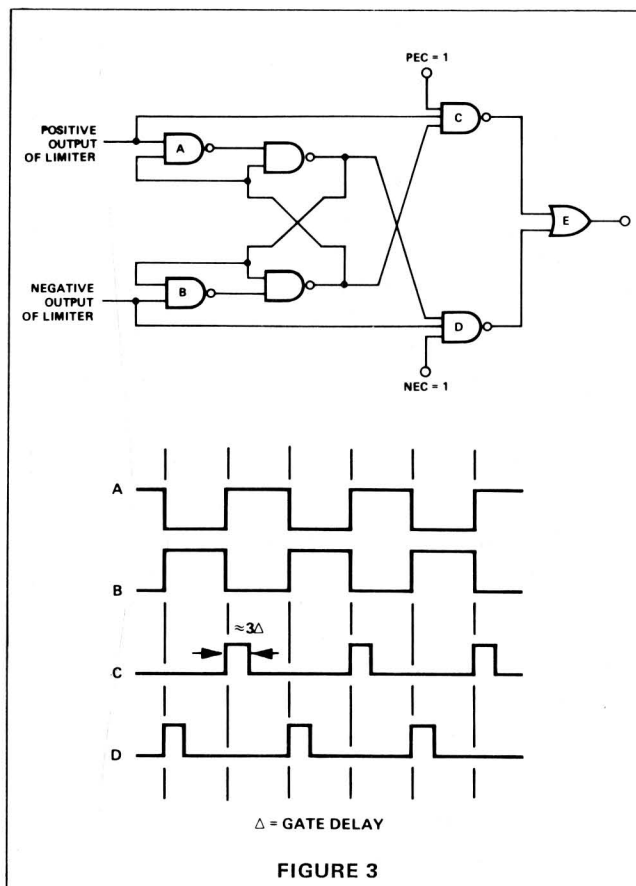 PEC = 1
C
POSITIVE
OUTPUT
OF LIMITER
A
E
NEGATIVE
OUTPUT
OF LIMITER
B
D
NEC = 1
A
B
≈3Δ
C
D
Δ = GATE DELAY
FIGURE 3